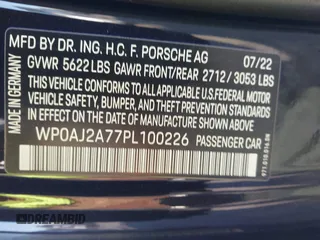 MFD BY DR. ING. H.C. F. PORSCHE AG 07/22
GVWR 5622 LBS GAWR FRONT/REAR 2712 / 3053 LBS
THIS VEHICLE CONFORMS TO ALL APPLICABLE FEDERAL MOTOR
VEHICLE SAFETY, BUMPER, AND THEFT PREVENTION STANDARDS
IN EFFECT ON THE DATE OF MANUFACTURE SHOWN ABOVE.
WP0AJ2A77PL100226 PASSENGER CAR
MADE IN GERMANY
DREAMBID